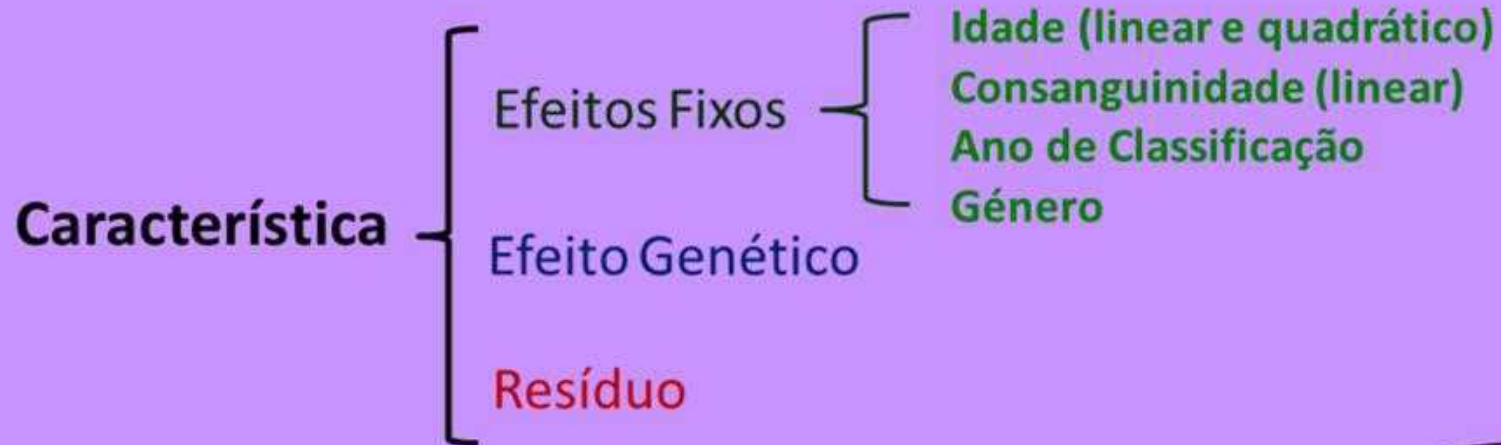 Característica
Efeitos Fixos
Idade (linear e quadrático)
Consanguinidade (linear)
Ano de Classificação
Género
Efeito Genético
Resíduo